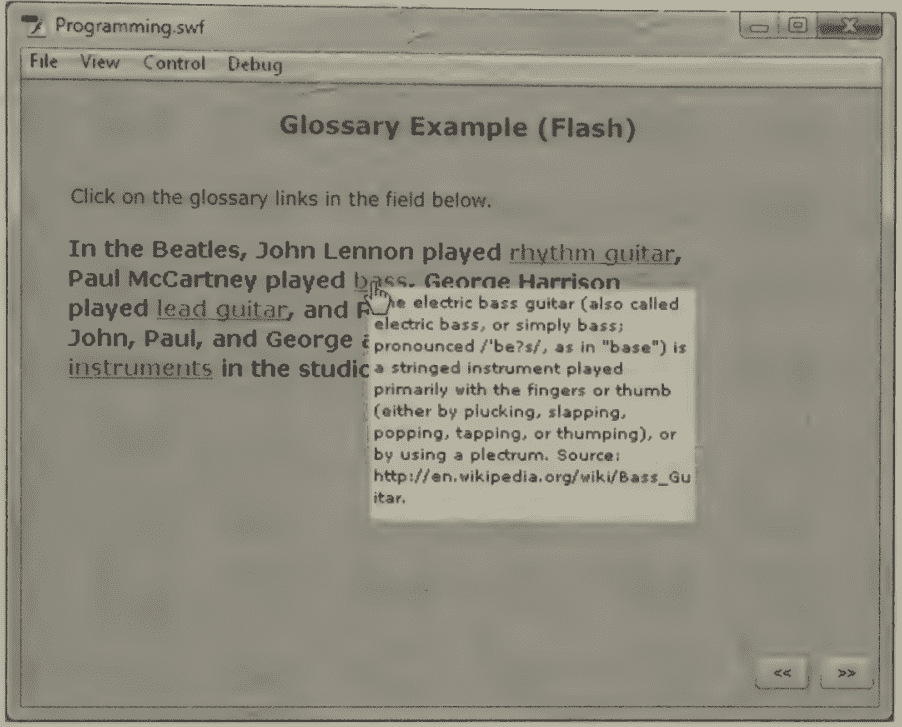 Programming.swf
File View Control Debug
Glossary Example (Flash)
Click on the glossary links in the field below.
In the Beatles, John Lennon played rhythm guitar,
Paul McCartney played bass. George Harrison
played lead guitar, and
John, Paul, and George
instruments in the studio
he electric bass guitar (also called
electric bass, or simply bass;
pronounced /'be?s/, as in "base") is
a stringed instrument played
primarily with the fingers or thumb
(either by plucking, slapping,
popping, tapping, or thumping), or
by using a plectrum. Source:
http://en.wikipedia.org/wiki/Bass_Gu
itar.
<< >>